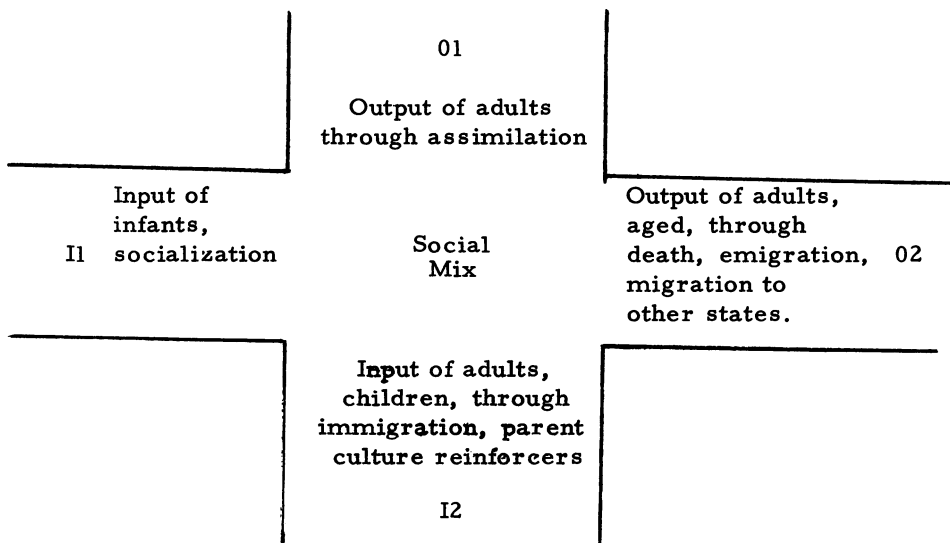 01
Output of adults
through assimilation
Input of
infants,
I1 socialization
Social
Mix
Output of adults,
aged, through
death, emigration, 02
migration to
other states.
Input of adults,
children, through
immigration, parent
culture reinforcers
I2